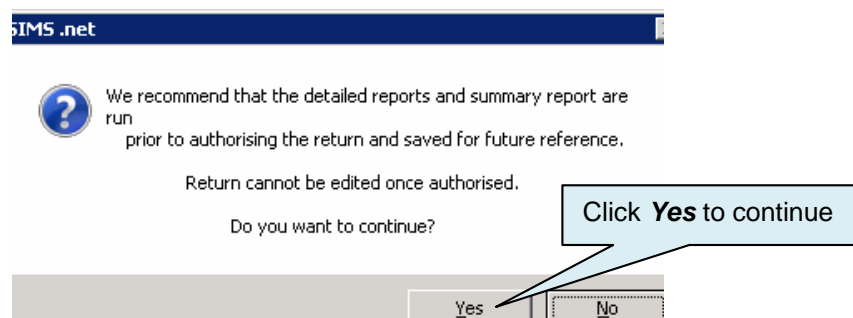 SIMS .net
We recommend that the detailed reports and summary report are
run
prior to authorising the return and saved for future reference.
Return cannot be edited once authorised.
Do you want to continue?
Click Yes to continue
Yes
No